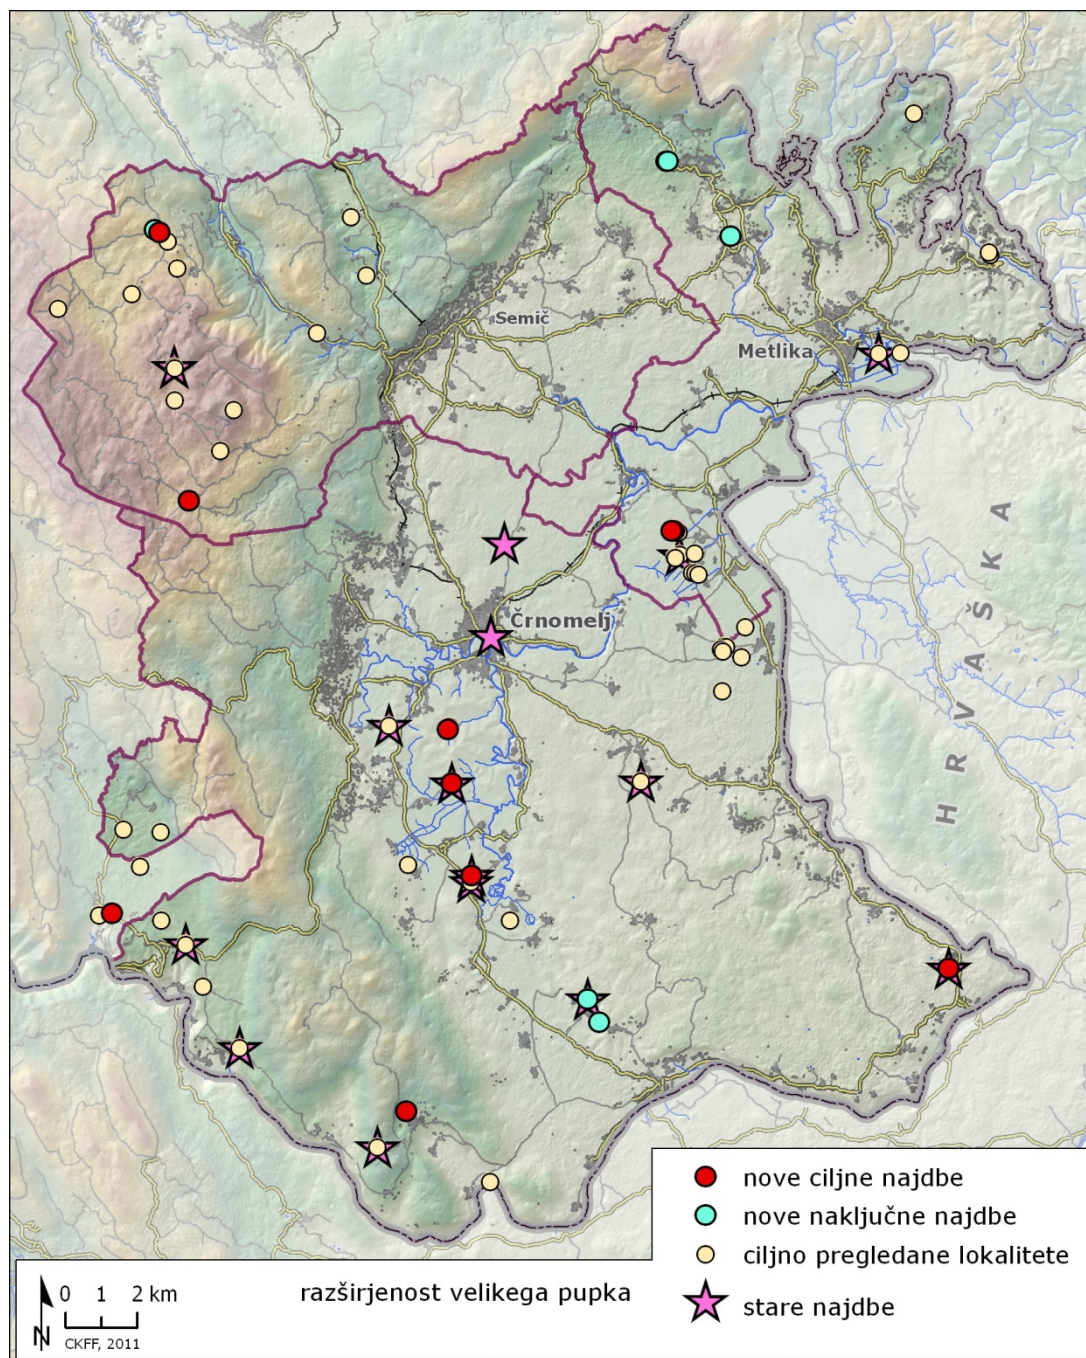 Semič
Metlika
Črnomelj
HRVAŠKA
nove ciljne najdbe
nove naključne najdbe
ciljno pregledane lokalitete
stare najdbe
0 1 2 km
N
CKFF, 2011
razširjenost velikega pupka